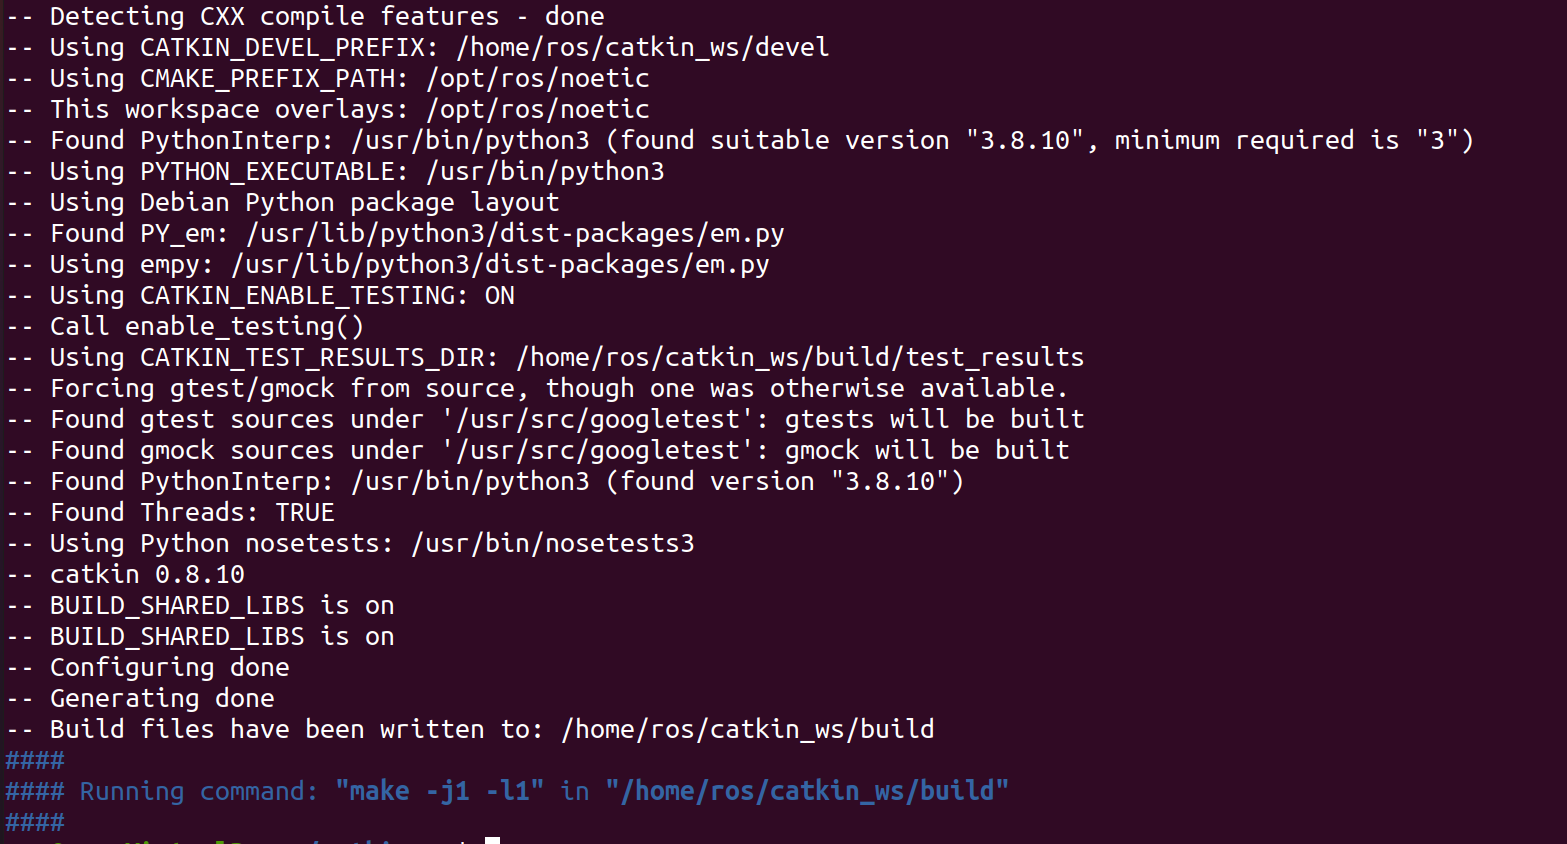 -- Detecting CXX compile features - done
-- Using CATKIN_DEVEL_PREFIX: /home/ros/catkin_ws/devel
-- Using CMAKE_PREFIX_PATH: /opt/ros/noetic
-- This workspace overlays: /opt/ros/noetic
-- Found PythonInterp: /usr/bin/python3 (found suitable version "3.8.10", minimum required is "3")
-- Using PYTHON_EXECUTABLE: /usr/bin/python3
-- Using Debian Python package layout
-- Found PY_em: /usr/lib/python3/dist-packages/em.py
-- Using empy: /usr/lib/python3/dist-packages/em.py
-- Using CATKIN_ENABLE_TESTING: ON
-- Call enable_testing()
-- Using CATKIN_TEST_RESULTS_DIR: /home/ros/catkin_ws/build/test_results
-- Forcing gtest/gmock from source, though one was otherwise available.
-- Found gtest sources under '/usr/src/googletest': gtests will be built
-- Found gmock sources under '/usr/src/googletest': gmock will be built
-- Found PythonInterp: /usr/bin/python3 (found version "3.8.10")
-- Found Threads: TRUE
-- Using Python nosetests: /usr/bin/nosetests3
-- catkin 0.8.10
-- BUILD_SHARED_LIBS is on
-- BUILD_SHARED_LIBS is on
-- Configuring done
-- Generating done
-- Build files have been written to: /home/ros/catkin_ws/build
####
#### Running command: "make -j1 -l1" in "/home/ros/catkin_ws/build"
####